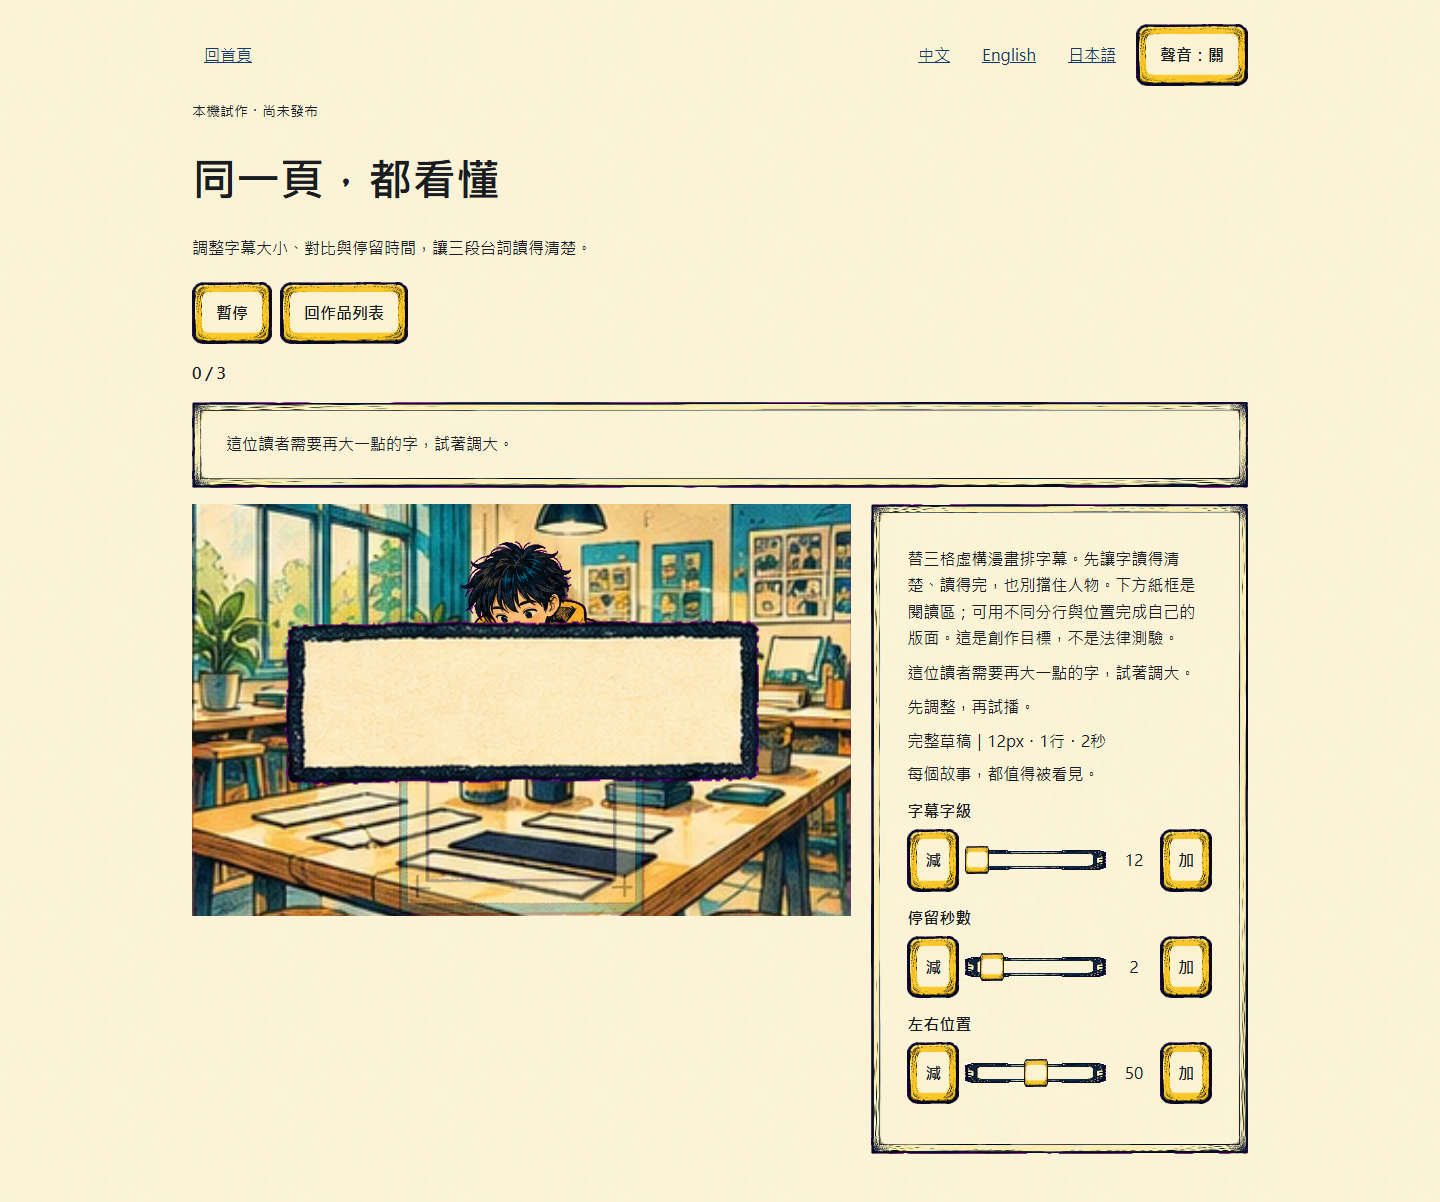 回首頁
中文 English 日本語 聲音：關
本機試作・尚未發布
同一頁，都看懂
調整字幕大小、對比與停留時間，讓三段台詞讀得清楚。
暫停 回作品列表
0 / 3
這位讀者需要再大一點的字，試著調大。
替三格虛構漫畫排字幕。先讓字讀得清
楚、讀得完，也別擋住人物。下方紙框是
閱讀區；可用不同分行與位置完成自己的
版面。這是創作目標，不是法律測驗。
這位讀者需要再大一點的字，試著調大。
先調整，再試播。
完整草稿 | 12px・1行・2秒
每個故事，都值得被看見。
字幕字級
減 12 加
停留秒數
減 2 加
左右位置
減 50 加